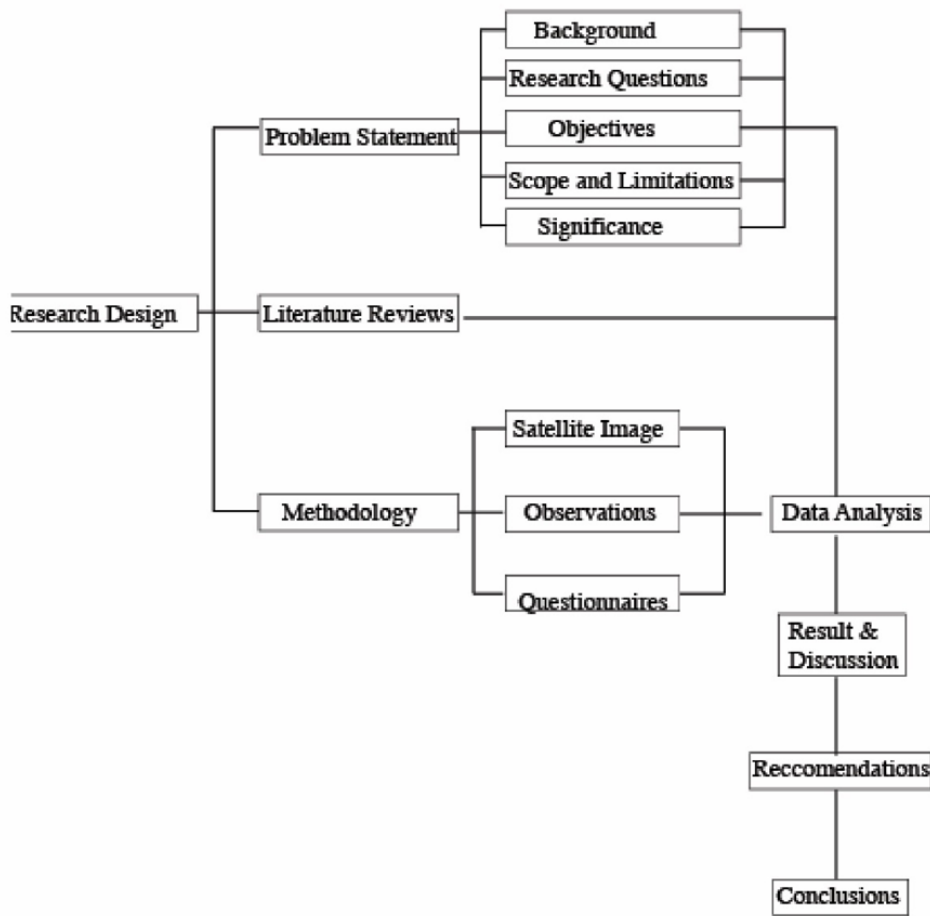 Background
Research Questions
Problem Statement
Objectives
Scope and Limitations
Significance
Research Design
Literature Reviews
Satellite Image
Methodology
Observations
Data Analysis
Questionnaires
Result &
Discussion
Reccomendations
Conclusions